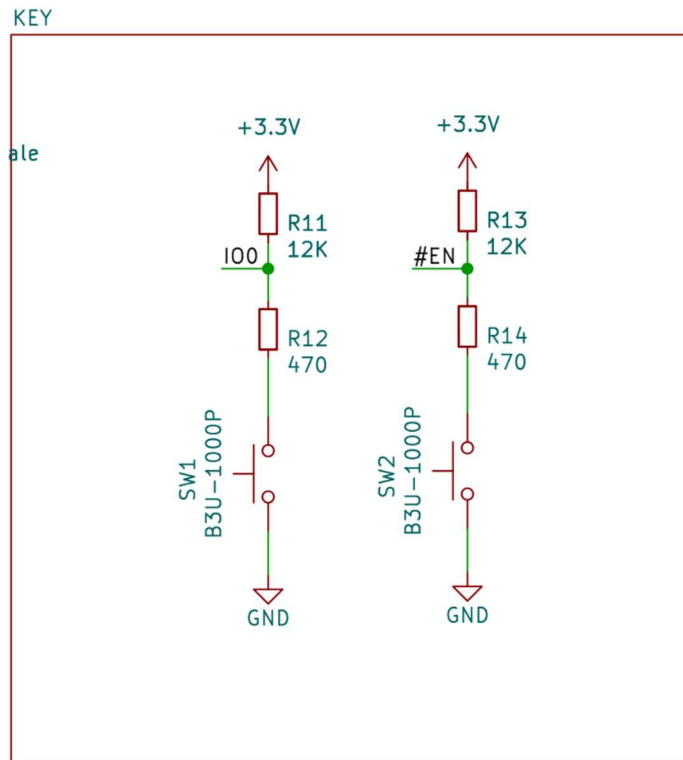 KEY
ale
+3.3V
R11
12K
IO0
R12
470
SW1
B3U-1000P
GND
+3.3V
R13
12K
#EN
R14
470
SW2
B3U-1000P
GND